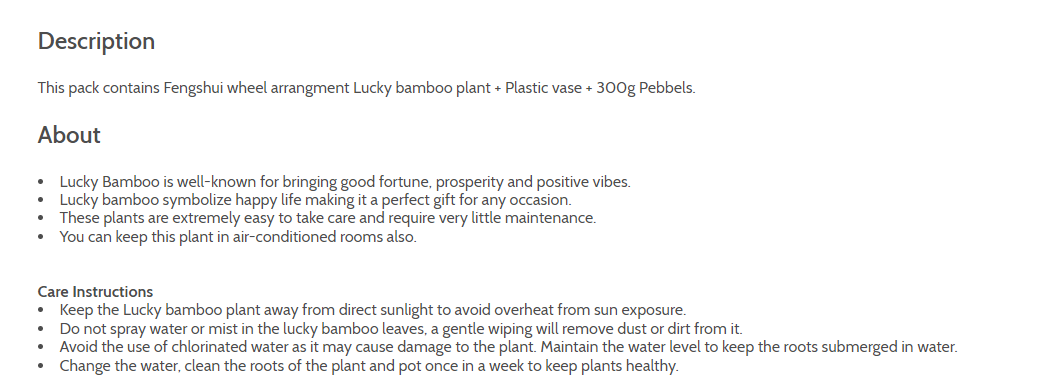 Description
This pack contains Fengshui wheel arrangment Lucky bamboo plant + Plastic vase + 300g Pebbels.
About
• Lucky Bamboo is well-known for bringing good fortune, prosperity and positive vibes.
• Lucky bamboo symbolize happy life making it a perfect gift for any occasion.
• These plants are extremely easy to take care and require very little maintenance.
• You can keep this plant in air-conditioned rooms also.
Care Instructions
• Keep the Lucky bamboo plant away from direct sunlight to avoid overheat from sun exposure.
• Do not spray water or mist in the lucky bamboo leaves, a gentle wiping will remove dust or dirt from it.
• Avoid the use of chlorinated water as it may cause damage to the plant. Maintain the water level to keep the roots submerged in water.
• Change the water, clean the roots of the plant and pot once in a week to keep plants healthy.